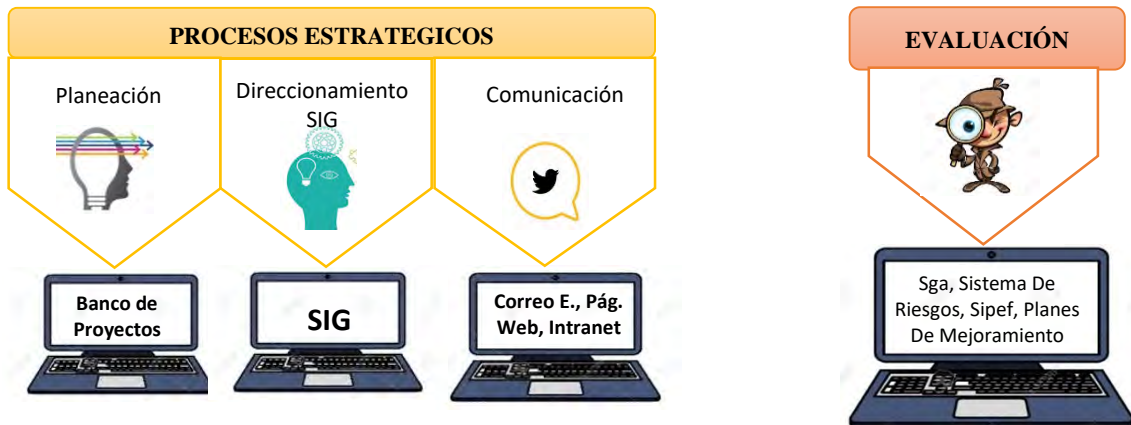 PROCESOS ESTRATEGICOS
Planeación
Direccionamiento
SIG
Comunicación
Banco de
Proyectos
SIG
Correo E., Pág.
Web, Intranet
EVALUACIÓN
Sga, Sistema De
Riesgos, Sipef, Planes
De Mejoramiento